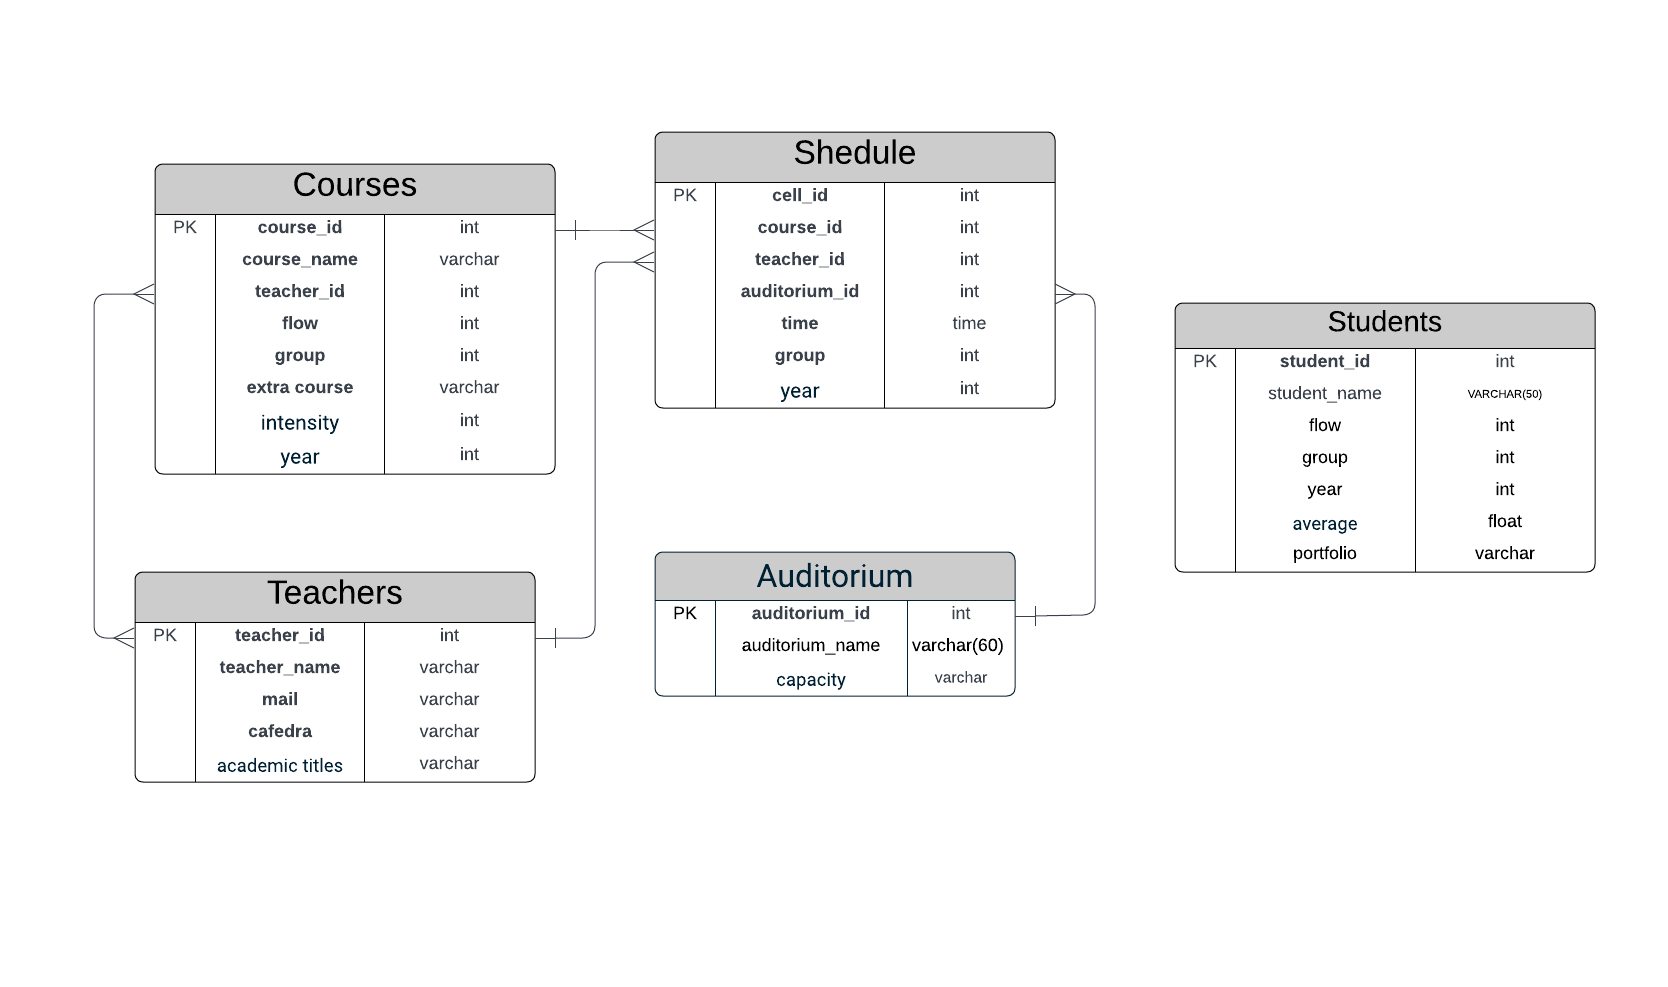 Courses
PK course_id int
course_name varchar
teacher_id int
flow int
group int
extra course varchar
intensity int
year int
Shedule
PK cell_id int
course_id int
teacher_id int
auditorium_id int
time time
group int
year int
Students
PK student_id int
student_name VARCHAR(50)
flow int
group int
year int
average float
portfolio varchar
Teachers
PK teacher_id int
teacher_name varchar
mail varchar
cafedra varchar
academic titles varchar
Auditorium
PK auditorium_id int
auditorium_name varchar(60)
capacity varchar